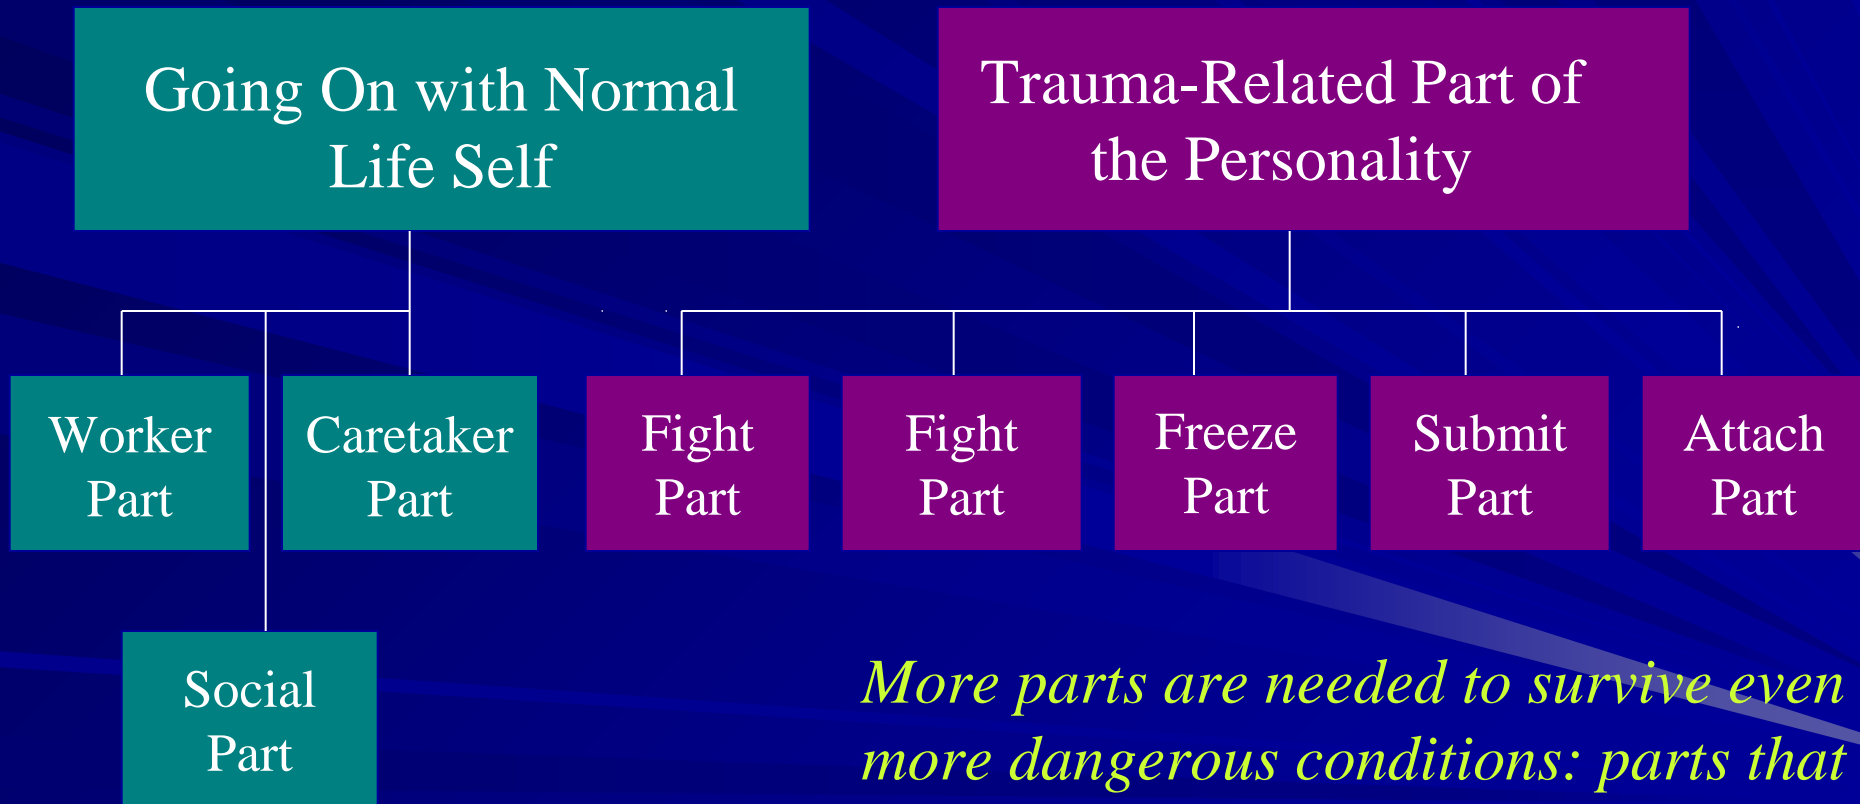 Going On with Normal
Life Self
Trauma-Related Part of
the Personality
Worker
Part
Caretaker
Part
Fight
Part
Fight
Part
Freeze
Part
Submit
Part
Attach
Part
Social
Part
More parts are needed to survive even
more dangerous conditions: parts that